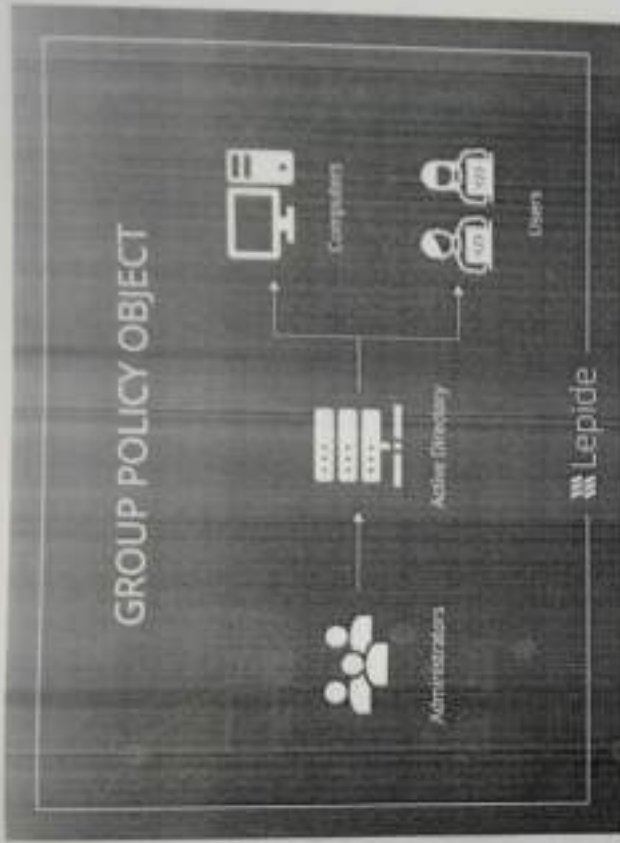 GROUP POLICY OBJECT
Administrators
Active Directory
Computers
Users
Lepide